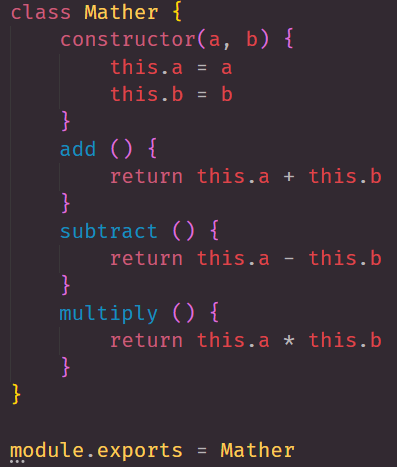 class Mather {
    constructor(a, b) {
        this.a = a
        this.b = b
    }
    add () {
        return this.a + this.b
    }
    subtract () {
        return this.a - this.b
    }
    multiply () {
        return this.a * this.b
    }
}

module.exports = Mather